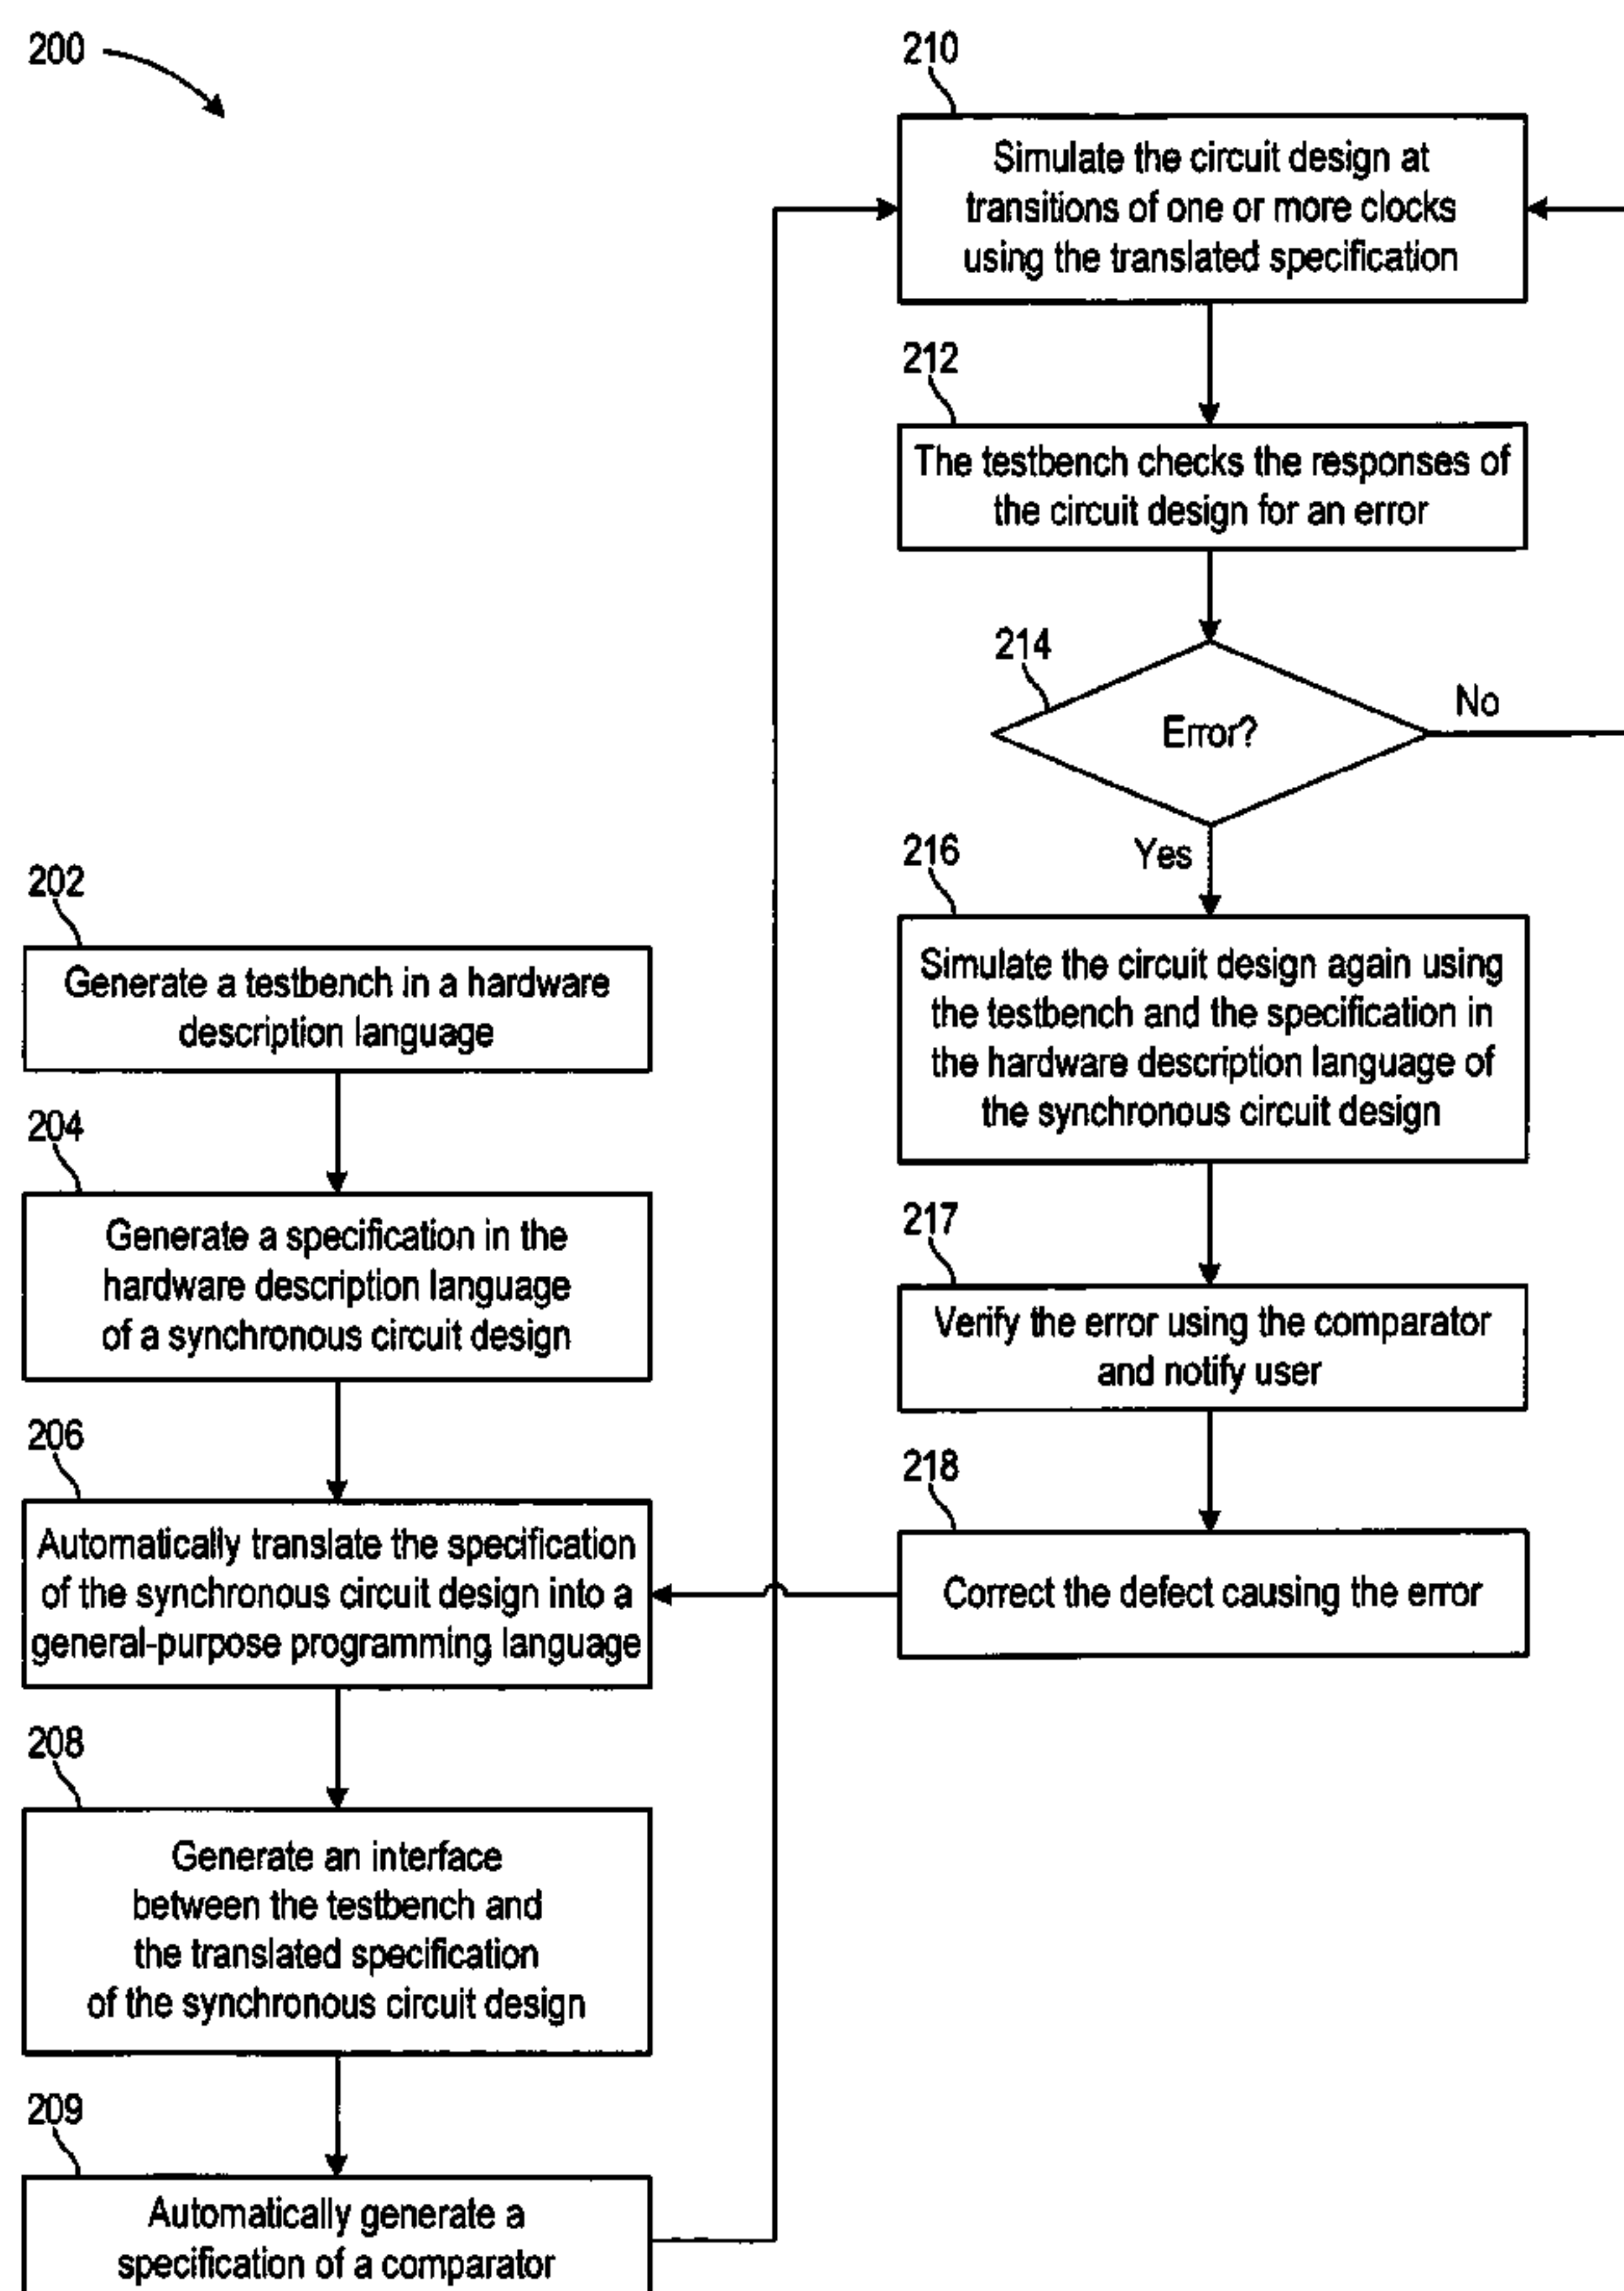 200
202
Generate a testbench in a hardware
description language
204
Generate a specification in the
hardware description language
of a synchronous circuit design
206
Automatically translate the specification
of the synchronous circuit design into a
general-purpose programming language
208
Generate an interface
between the testbench and
the translated specification
of the synchronous circuit design
209
Automatically generate a
specification of a comparator
210
Simulate the circuit design at
transitions of one or more clocks
using the translated specification
212
The testbench checks the responses of
the circuit design for an error
214
Error?
No
Yes
216
Simulate the circuit design again using
the testbench and the specification in
the hardware description language of
the synchronous circuit design
217
Verify the error using the comparator
and notify user
218
Correct the defect causing the error